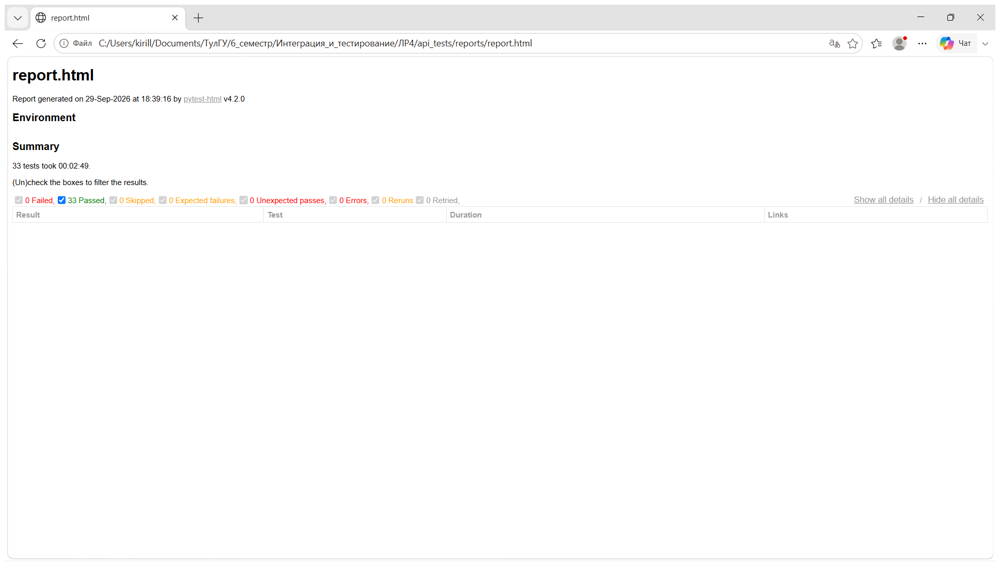 report.html
Файл C:/Users/kirill/Documents/ТулГУ/6_семестр/Интеграция_и_тестирование/ЛР4/api_tests/reports/report.html
Чат
report.html
Report generated on 29-Sep-2026 at 18:39:16 by pytest-html v4.2.0
Environment
Summary
33 tests took 00:02:49.
(Un)check the boxes to filter the results.
0 Failed, 33 Passed, 0 Skipped, 0 Expected failures, 0 Unexpected passes, 0 Errors, 0 Reruns 0 Retried, Show all details / Hide all details
Result Test Duration Links